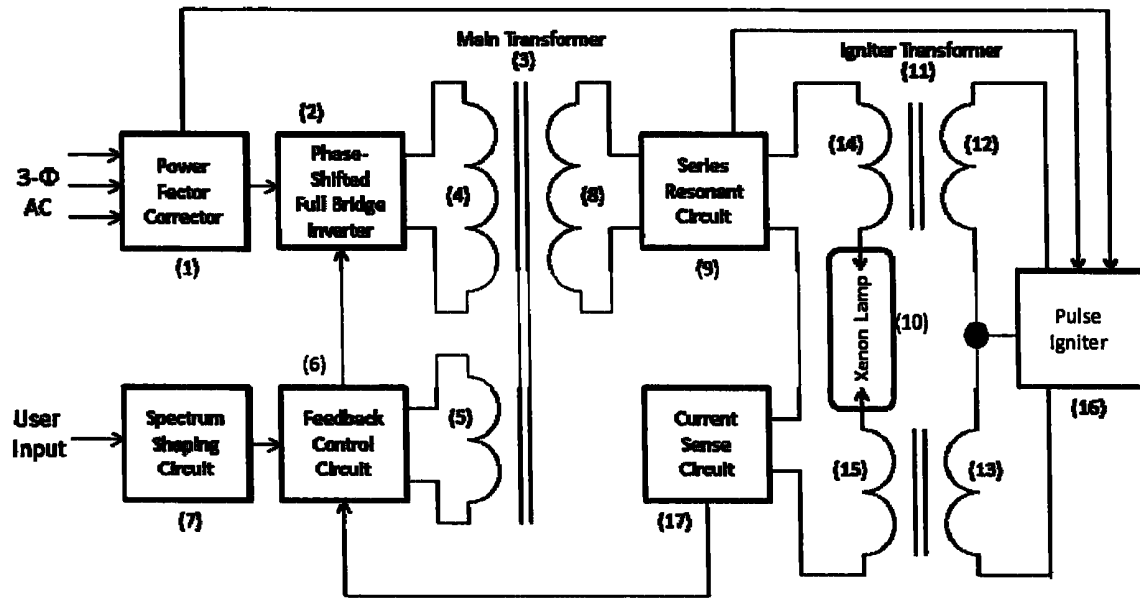 Main Transformer
{3}
Igniter Transformer
{11}
3-Φ
AC
Power
Factor
Corrector
{1}
{2}
Phase-
Shifted
Full Bridge
Inverter
{4}
{8}
Series
Resonant
Circuit
{9}
{14}
{12}
Xenon Lamp
(10)
Pulse
Igniter
{16}
User
Input
Spectrum
Shaping
Circuit
{7}
(6)
Feedback
Control
Circuit
{5}
Current
Sense
Circuit
{17}
{15}
{13}